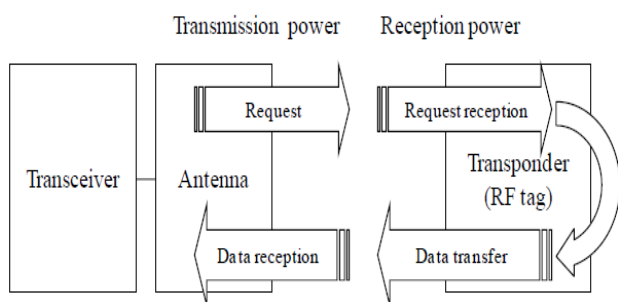 Transmission power
Reception power
Request
Request reception
Transceiver
Antenna
Transponder
(RF tag)
Data reception
Data transfer